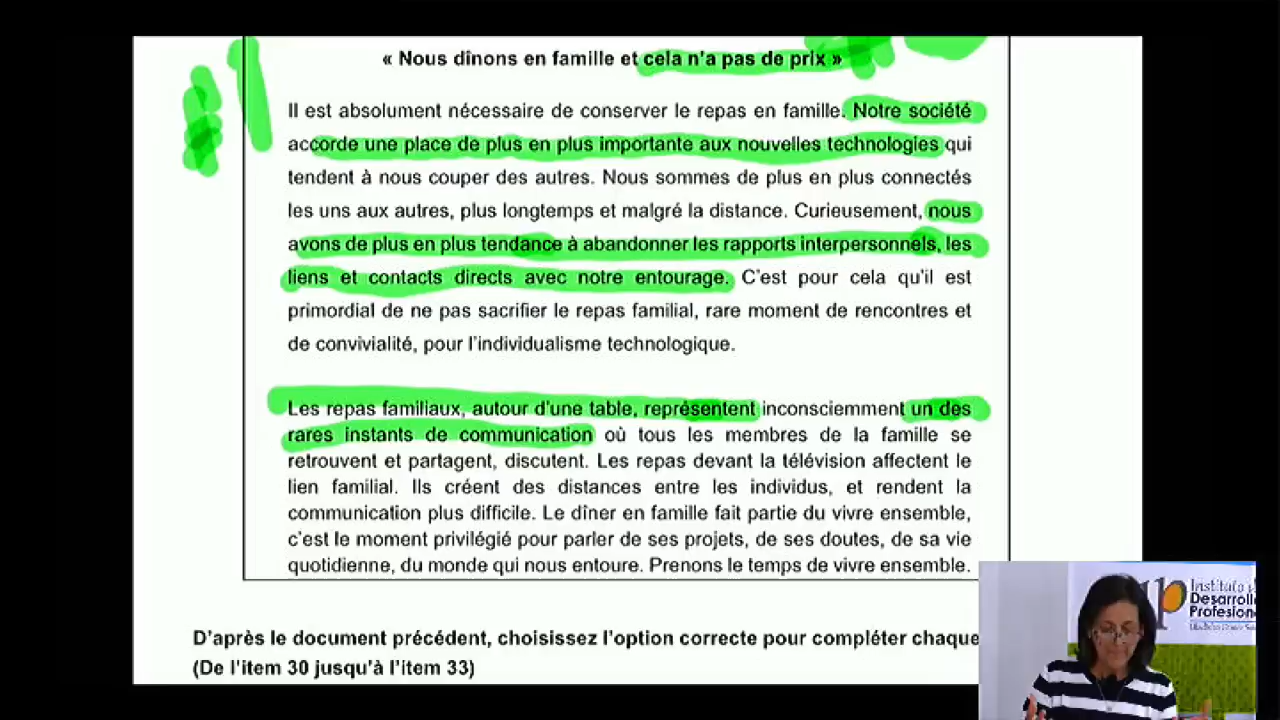 « Nous dînons en famille et cela n'a pas de prix »
Il est absolument nécessaire de conserver le repas en famille. Notre société
accorde une place de plus en plus importante aux nouvelles technologies qui
tendent à nous couper des autres. Nous sommes de plus en plus connectés
les uns aux autres, plus longtemps et malgré la distance. Curieusement, nous
avons de plus en plus tendance à abandonner les rapports interpersonnels, les
liens et contacts directs avec notre entourage. C'est pour cela qu'il est
primordial de ne pas sacrifier le repas familial, rare moment de rencontres et
de convivialité, pour l'individualisme technologique.
Les repas familiaux, autour d'une table, représentent inconsciemment un des
rares instants de communication où tous les membres de la famille se
retrouvent et partagent, discutent. Les repas devant la télévision affectent le
lien familial. Ils créent des distances entre les individus, et rendent la
communication plus difficile. Le dîner en famille fait partie du vivre ensemble,
c'est le moment privilégié pour parler de ses projets, de ses doutes, de sa vie
quotidienne, du monde qui nous entoure. Prenons le temps de vivre ensemble.
D'après le document précédent, choisissez l'option correcte pour compléter chaque
(De l'item 30 jusqu'à l'item 33)
Instituto
Desarrollo
Profesional